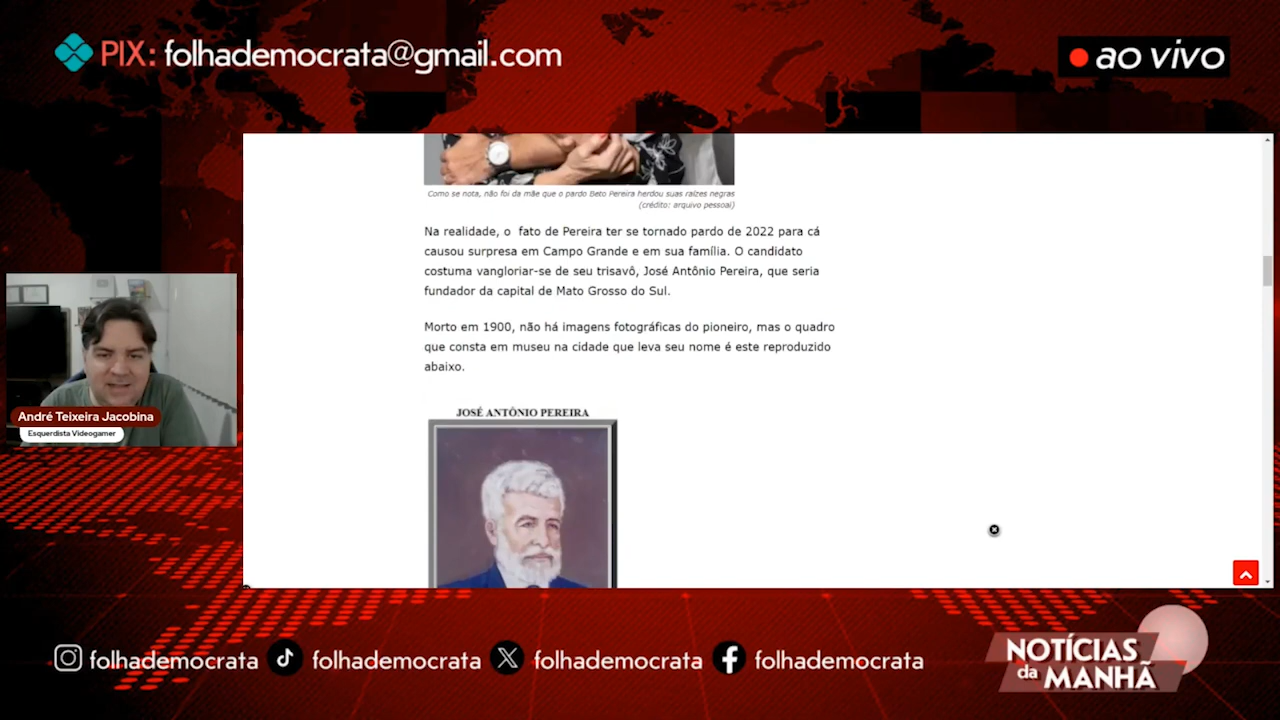 PIX: folhademocrata@gmail.com
ao vivo
Como se nota, não foi da mãe que o pardo Beto Pereira herdou suas raízes negras
(crédito: arquivo pessoal)
Na realidade, o fato de Pereira ter se tornado pardo de 2022 para cá
causou surpresa em Campo Grande e em sua família. O candidato
costuma vangloriar-se de seu trisavô, José Antônio Pereira, que seria
fundador da capital de Mato Grosso do Sul.
Morto em 1900, não há imagens fotográficas do pioneiro, mas o quadro
que consta em museu na cidade que leva seu nome é este reproduzido
abaixo.
JOSÉ ANTÔNIO PEREIRA
André Teixeira Jacobina
Esquerdista Videogamer
folhademocrata folhademocrata folhademocrata folhademocrata
NOTÍCIAS
da MANHÃ